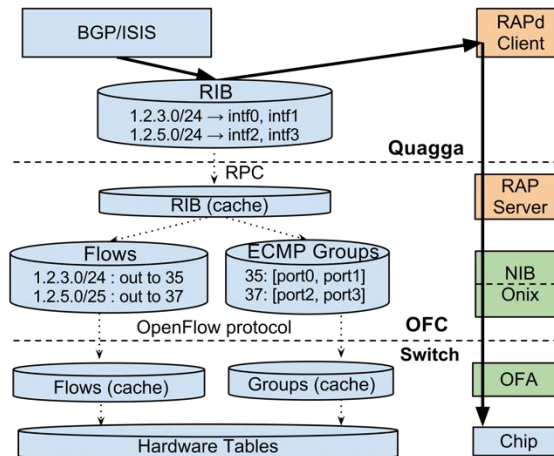 BGP/ISIS
RAPd
Client
RIB
1.2.3.0/24 → intf0, intf1
1.2.5.0/24 → intf2, intf3
Quagga
RPC
RIB (cache)
RAP
Server
Flows
1.2.3.0/24 : out to 35
1.2.5.0/25 : out to 37
ECMP Groups
35: [port0, port1]
37: [port2, port3]
NIB
Onix
OpenFlow protocol
OFC
Switch
Flows (cache)
Groups (cache)
OFA
Hardware Tables
Chip